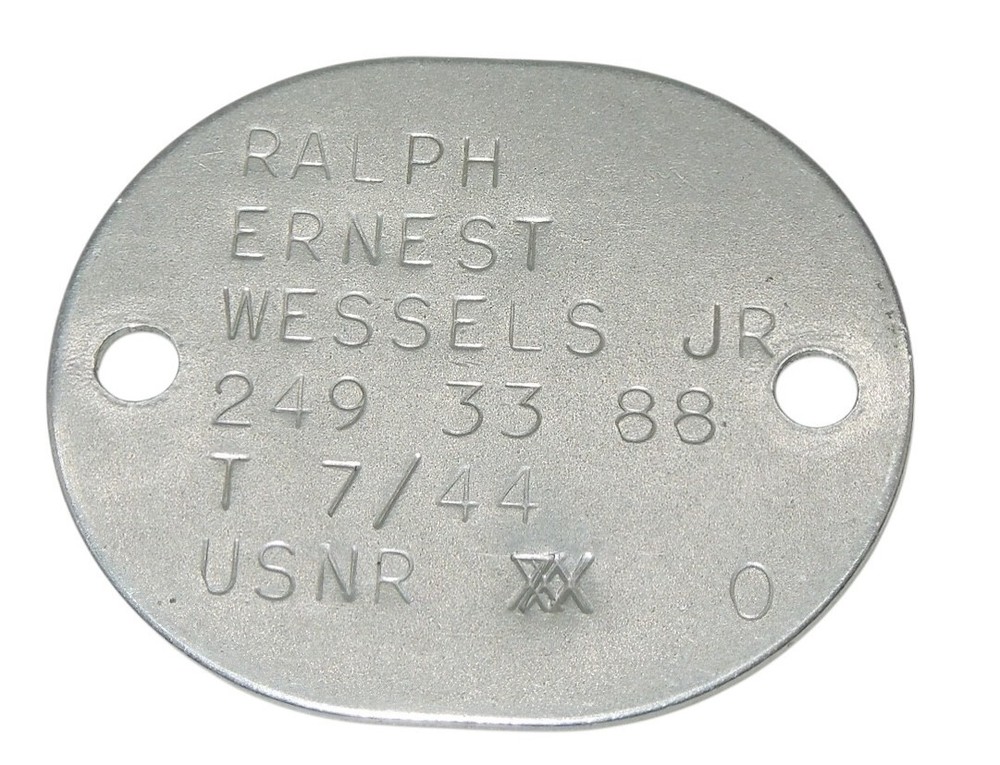 RALPH
ERNEST
WESSELS JR
249 33 88
T 7/44
USNR O